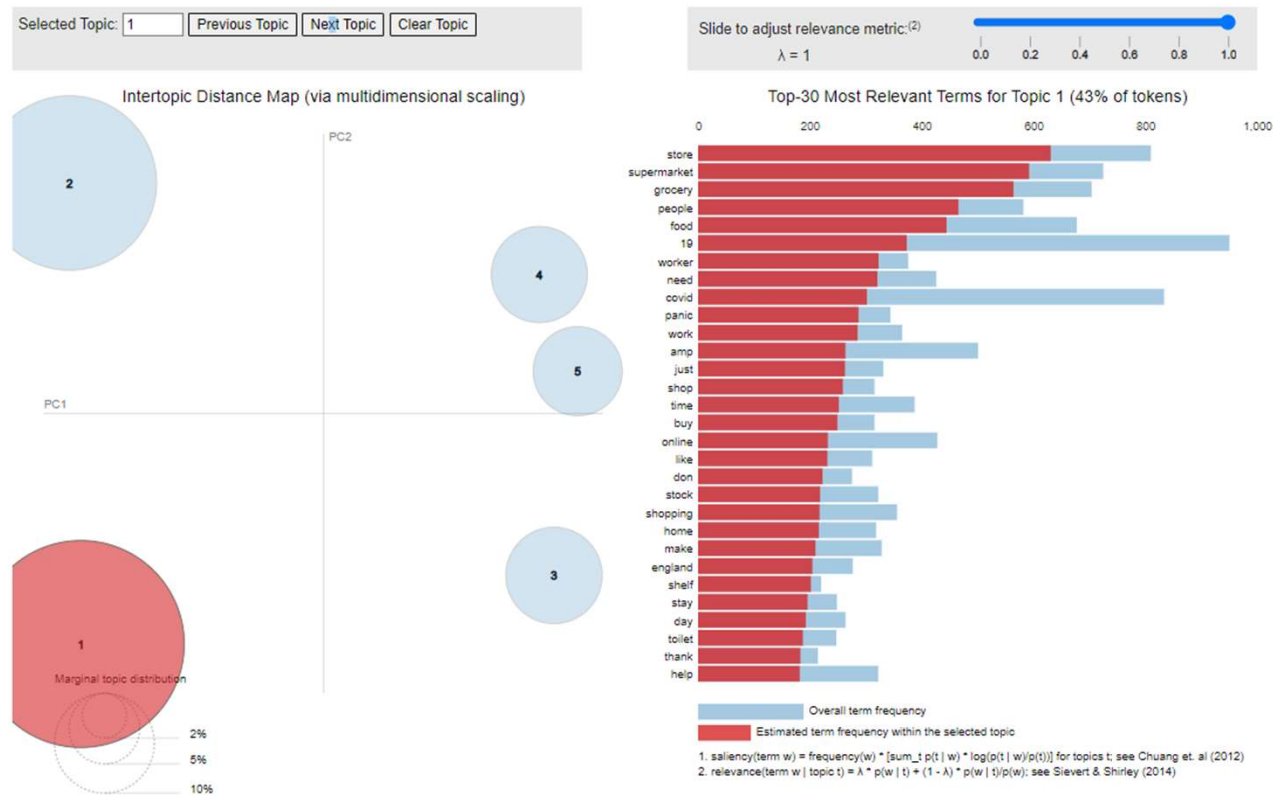 Selected Topic: 1 Previous Topic Next Topic Clear Topic
Slide to adjust relevance metric:(2)
λ = 1
0.0 0.2 0.4 0.6 0.8 1.0
Intertopic Distance Map (via multidimensional scaling)
PC2
PC1
2
4
5
3
1
Marginal topic distribution
2%
5%
10%
Top-30 Most Relevant Terms for Topic 1 (43% of tokens)
0 200 400 600 800 1,000
store
supermarket
grocery
people
food
19
worker
need
covid
panic
work
amp
just
shop
time
buy
online
like
don
stock
shopping
home
make
england
shelf
stay
day
toilet
thank
help
Overall term frequency
Estimated term frequency within the selected topic
1. saliency(term w) = frequency(w) * [sum_t p(t | w) * log(p(t | w)/p(t))] for topics t; see Chuang et. al (2012)
2. relevance(term w | topic t) = λ * p(w | t) + (1 - λ) * p(w | t)/p(w); see Sievert & Shirley (2014)